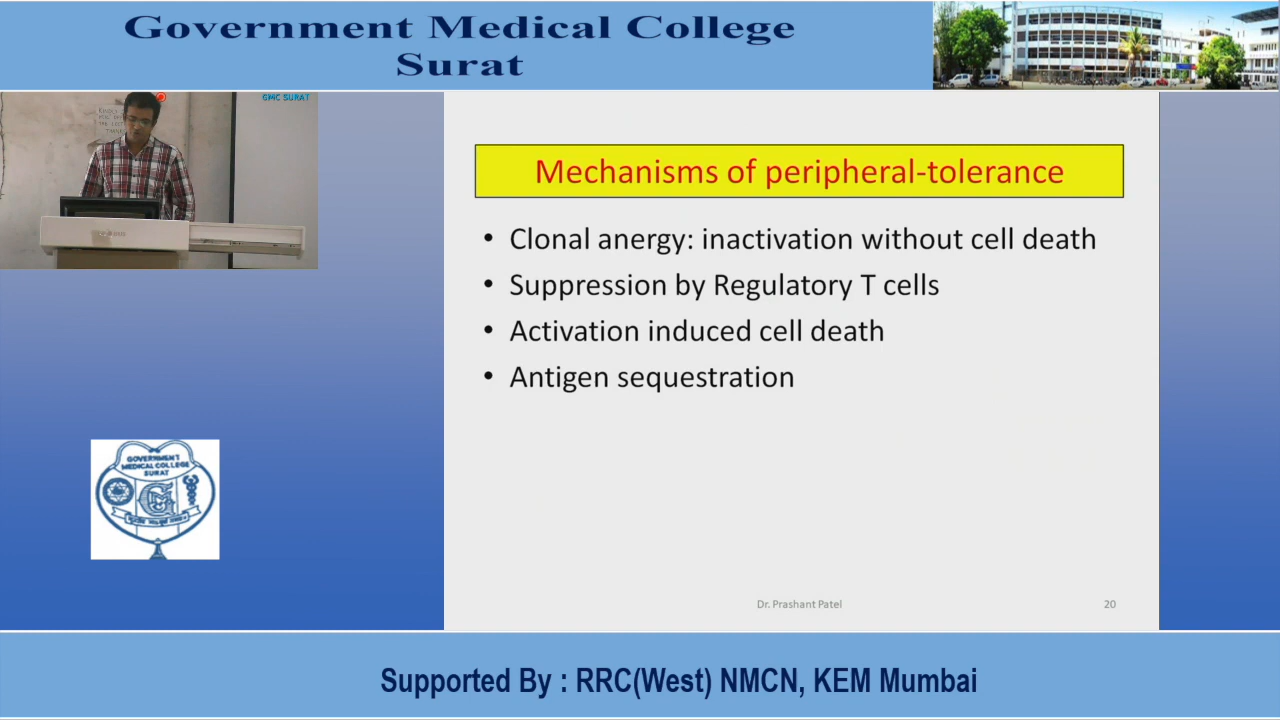 Government Medical College
Surat
GMC SURAT
Mechanisms of peripheral-tolerance
• Clonal anergy: inactivation without cell death
• Suppression by Regulatory T cells
• Activation induced cell death
• Antigen sequestration
GOVERNMENT
MEDICAL COLLEGE
SURAT
Dr. Prashant Patel
20
Supported By : RRC(West) NMCN, KEM Mumbai